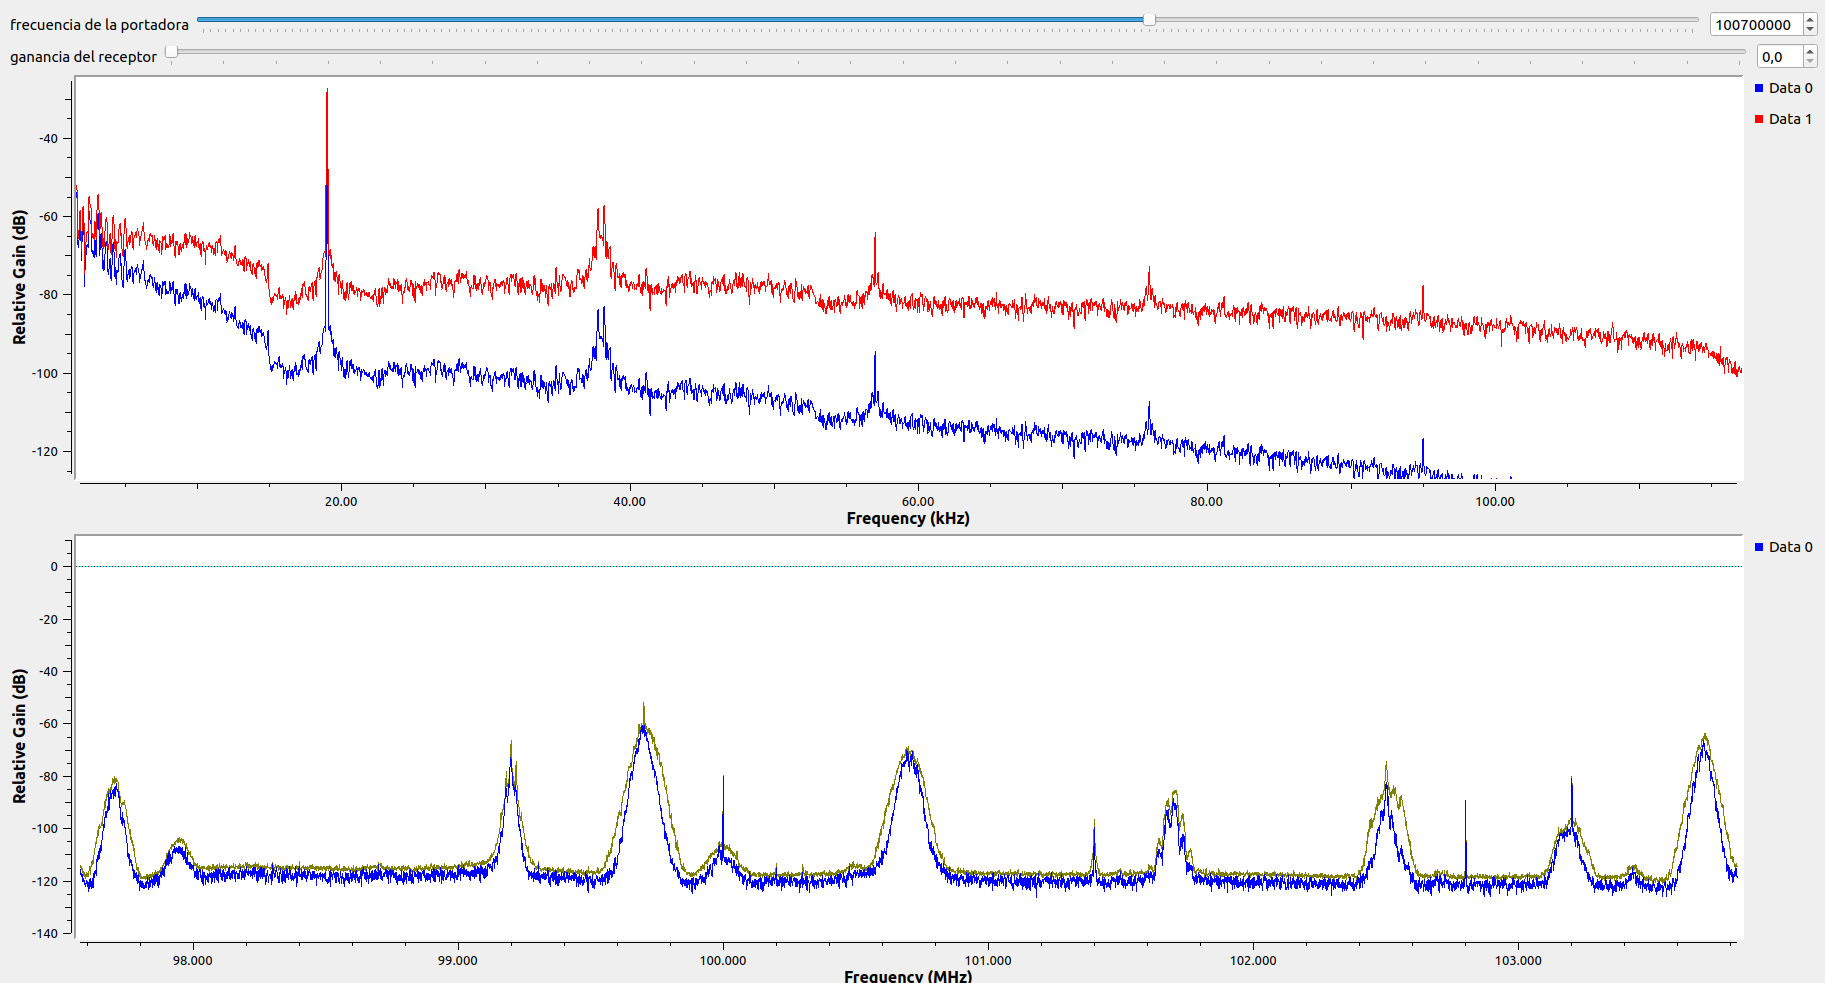 frecuencia de la portadora
100700000
ganancia del receptor
0,0
Data 0
Data 1
Relative Gain (dB)
-40
-60
-80
-100
-120
20.00 40.00 60.00 80.00 100.00
Frequency (kHz)
Data 0
Relative Gain (dB)
0
-20
-40
-60
-80
-100
-120
-140
98.000 99.000 100.000 101.000 102.000 103.000
Frequency (MHz)